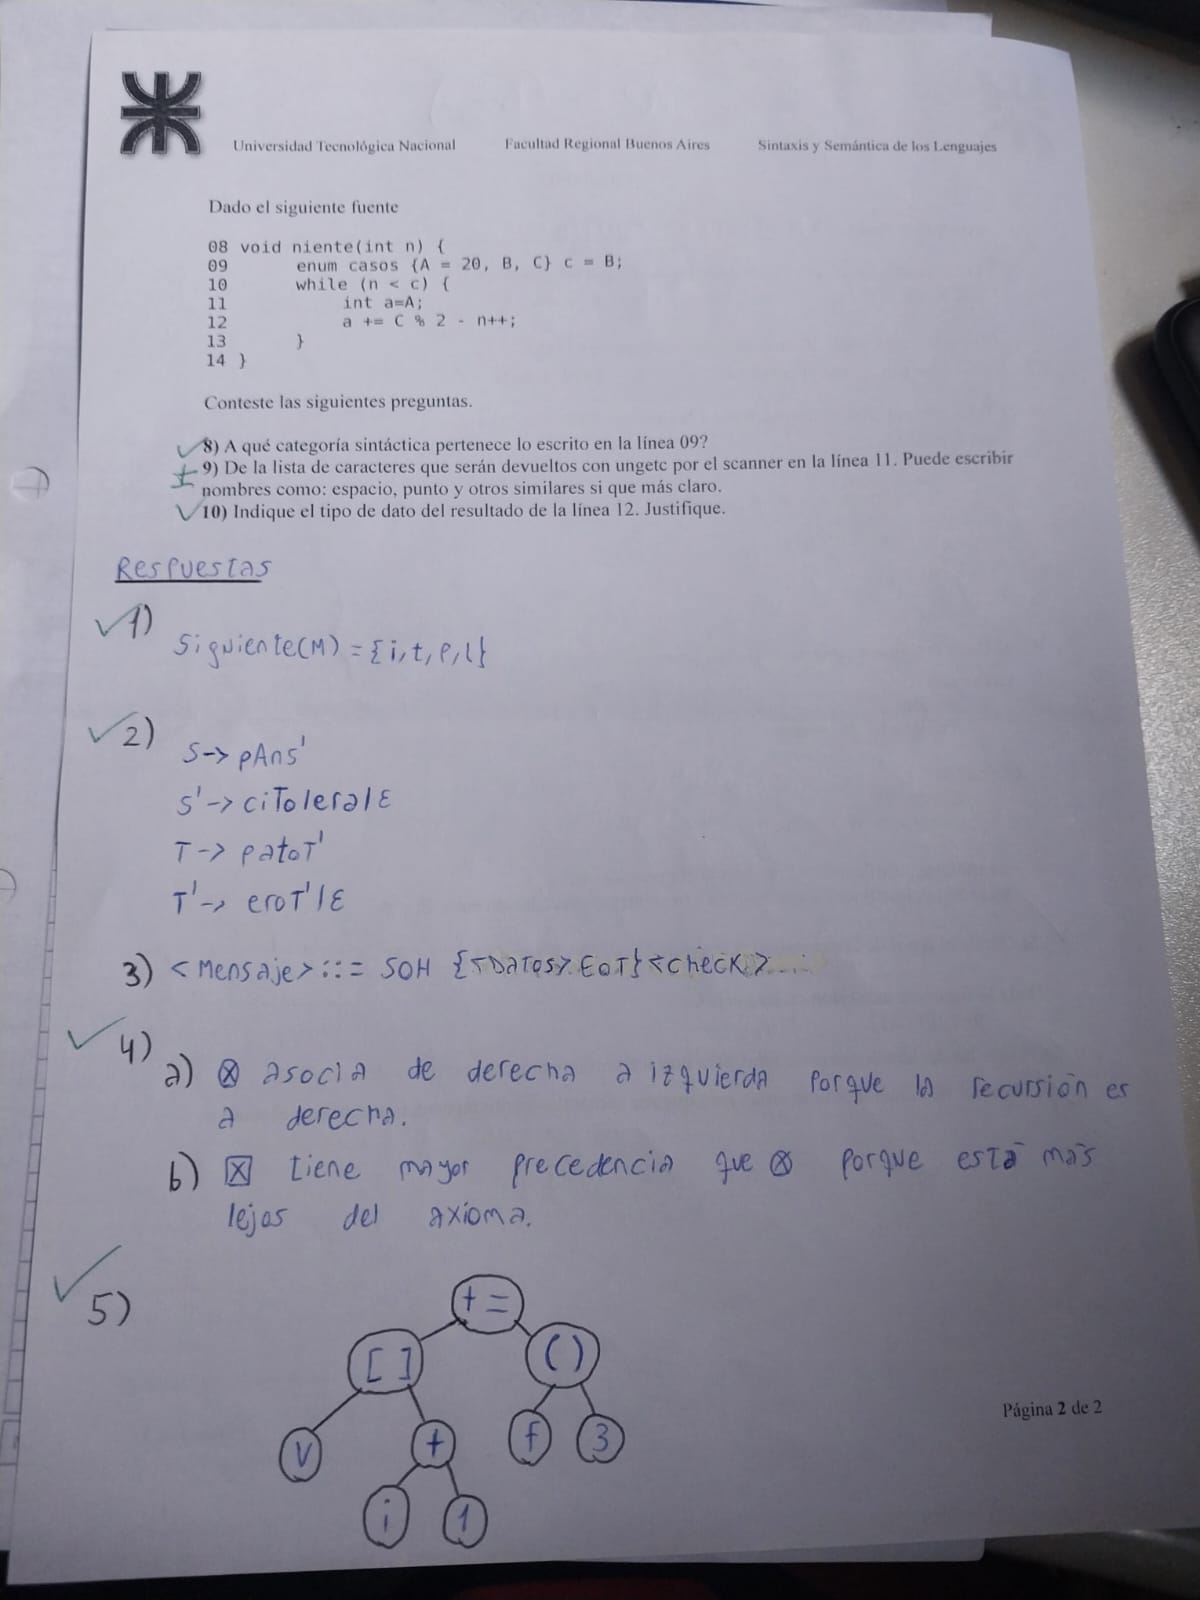 Universidad Tecnológica Nacional Facultad Regional Buenos Aires Sintaxis y Semántica de los Lenguajes
Dado el siguiente fuente
08 void niente(int n) {
09 enum casos {A = 20, B, C} c = B;
10 while (n < c) {
11 int a=A;
12 a += C % 2 - n++;
13 }
14 }
Conteste las siguientes preguntas.
8) A qué categoría sintáctica pertenece lo escrito en la línea 09?
9) De la lista de caracteres que serán devueltos con ungetc por el scanner en la línea 11. Puede escribir
nombres como: espacio, punto y otros similares si que más claro.
10) Indique el tipo de dato del resultado de la línea 12. Justifique.
Respuestas
1)
Siguiente(M) = {i,t,p,l}
2)
S-> pAnS'
S'-> ciTolera|ε
T-> patoT'
T'-> eroT'|ε
3) <Mensaje>::= SOH {<Datos> EOT}<check>
4)
a) ⊗ asocia de derecha a izquierda porque la recursión es
a derecha.
b) ⊠ tiene mayor precedencia que ⊗ porque está más
lejos del axioma.
5)
+=
[ ] ( )
v + f 3
i 1
Página 2 de 2